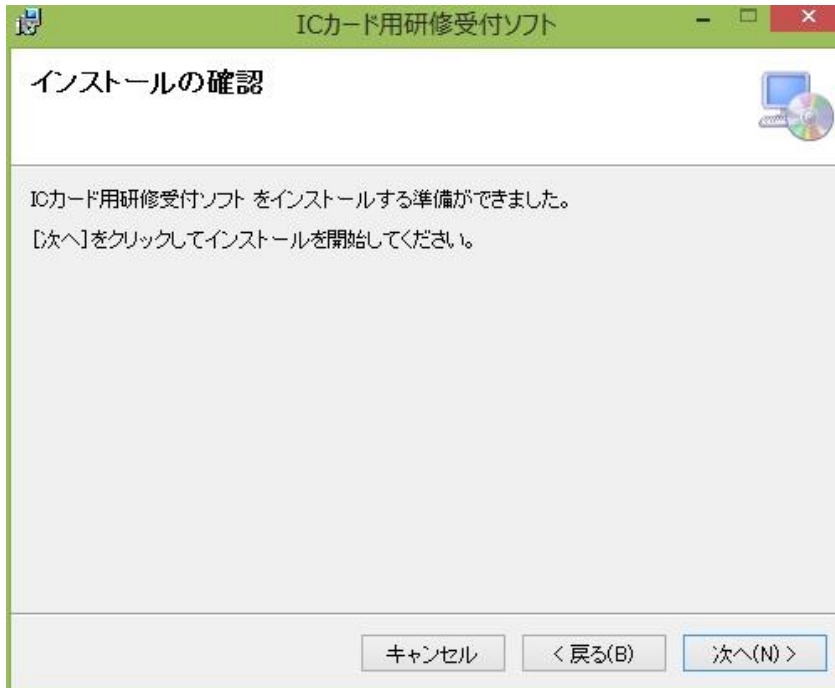 ICカード用研修受付ソフト
インストールの確認
ICカード用研修受付ソフト をインストールする準備ができました。
[次へ]をクリックしてインストールを開始してください。
キャンセル
< 戻る(B)
次へ(N) >